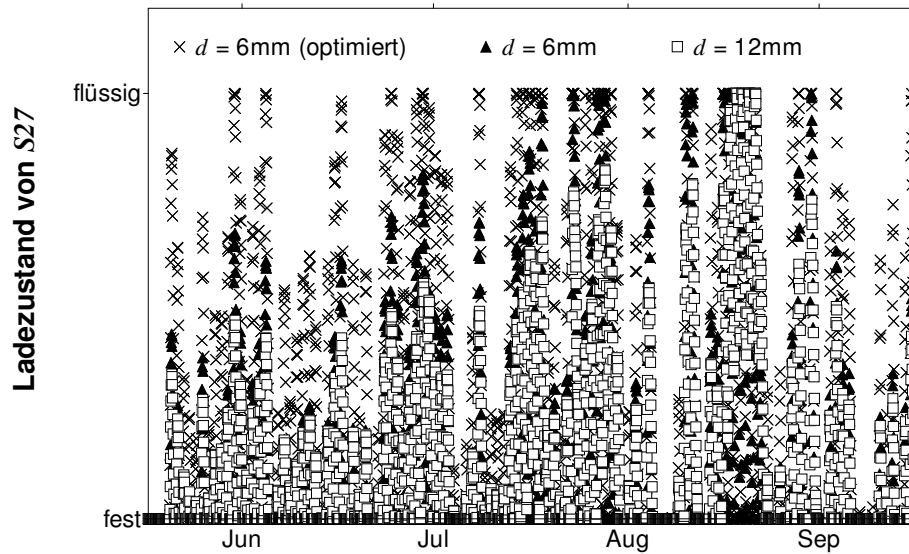 × d = 6mm (optimiert) ▲ d = 6mm □ d = 12mm
flüssig
Ladezustand von S27
fest
Jun Jul Aug Sep